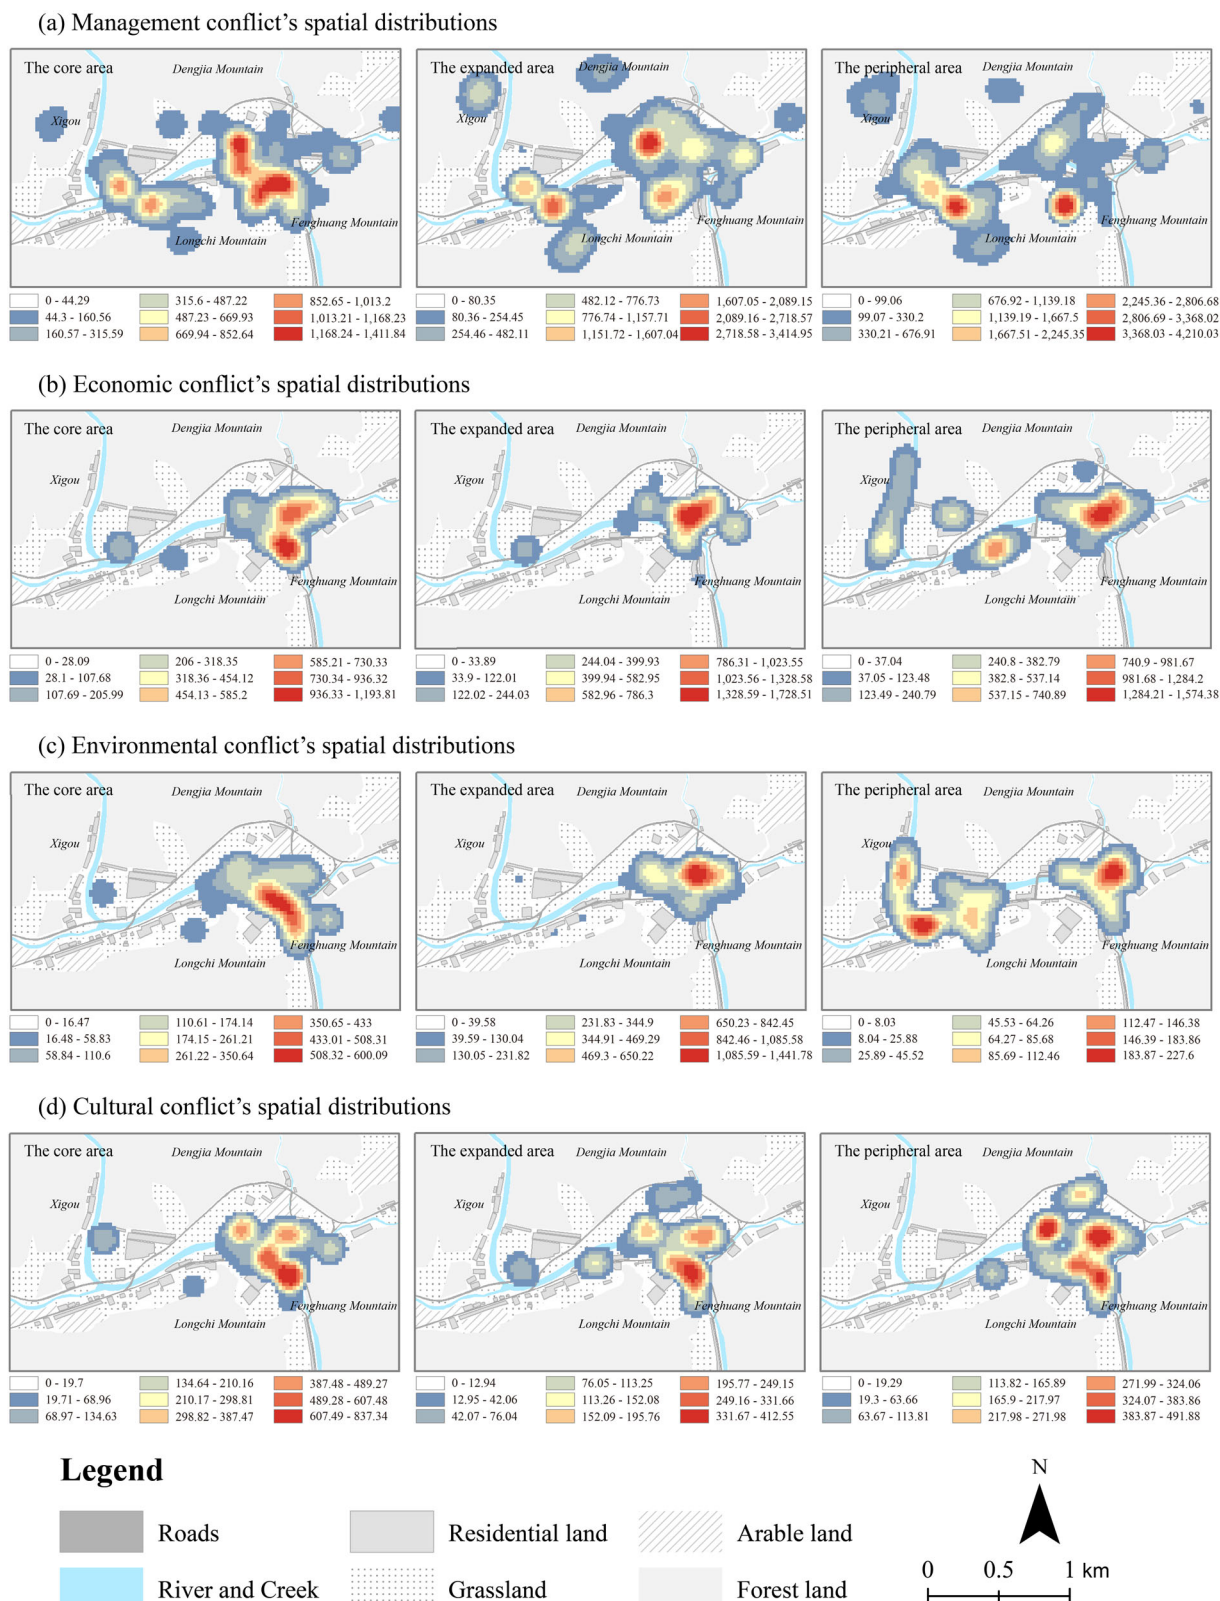 (a) Management conflict's spatial distributions
The core area
Dengjia Mountain
Xigou
Fenghuang Mountain
Longchi Mountain
The expanded area
Dengjia Mountain
Xigou
Fenghuang Mountain
Longchi Mountain
The peripheral area
Dengjia Mountain
Xigou
Fenghuang Mountain
Longchi Mountain
0 - 44.29 315.6 - 487.22 852.65 - 1,013.2
44.3 - 160.56 487.23 - 669.93 1,013.21 - 1,168.23
160.57 - 315.59 669.94 - 852.64 1,168.24 - 1,411.84
0 - 80.35 482.12 - 776.73 1,607.05 - 2,089.15
80.36 - 254.45 776.74 - 1,157.71 2,089.16 - 2,718.57
254.46 - 482.11 1,151.72 - 1,607.04 2,718.58 - 3,414.95
0 - 99.06 676.92 - 1,139.18 2,245.36 - 2,806.68
99.07 - 330.2 1,139.19 - 1,667.5 2,806.69 - 3,368.02
330.21 - 676.91 1,667.51 - 2,245.35 3,368.03 - 4,210.03
(b) Economic conflict's spatial distributions
The core area
Dengjia Mountain
Xigou
Fenghuang Mountain
Longchi Mountain
The expanded area
Dengjia Mountain
Xigou
Fenghuang Mountain
Longchi Mountain
The peripheral area
Dengjia Mountain
Xigou
Fenghuang Mountain
Longchi Mountain
0 - 28.09 206 - 318.35 585.21 - 730.33
28.1 - 107.68 318.36 - 454.12 730.34 - 936.32
107.69 - 205.99 454.13 - 585.2 936.33 - 1,193.81
0 - 33.89 244.04 - 399.93 786.31 - 1,023.55
33.9 - 122.01 399.94 - 582.95 1,023.56 - 1,328.58
122.02 - 244.03 582.96 - 786.3 1,328.59 - 1,728.51
0 - 37.04 240.8 - 382.79 740.9 - 981.67
37.05 - 123.48 382.8 - 537.14 981.68 - 1,284.2
123.49 - 240.79 537.15 - 740.89 1,284.21 - 1,574.38
(c) Environmental conflict's spatial distributions
The core area
Dengjia Mountain
Xigou
Fenghuang Mountain
Longchi Mountain
The expanded area
Dengjia Mountain
Xigou
Fenghuang Mountain
Longchi Mountain
The peripheral area
Dengjia Mountain
Xigou
Fenghuang Mountain
Longchi Mountain
0 - 16.47 110.61 - 174.14 350.65 - 433
16.48 - 58.83 174.15 - 261.21 433.01 - 508.31
58.84 - 110.6 261.22 - 350.64 508.32 - 600.09
0 - 39.58 231.83 - 344.9 650.23 - 842.45
39.59 - 130.04 344.91 - 469.29 842.46 - 1,085.58
130.05 - 231.82 469.3 - 650.22 1,085.59 - 1,441.78
0 - 8.03 45.53 - 64.26 112.47 - 146.38
8.04 - 25.88 64.27 - 85.68 146.39 - 183.86
25.89 - 45.52 85.69 - 112.46 183.87 - 227.6
(d) Cultural conflict's spatial distributions
The core area
Dengjia Mountain
Xigou
Fenghuang Mountain
Longchi Mountain
The expanded area
Dengjia Mountain
Xigou
Fenghuang Mountain
Longchi Mountain
The peripheral area
Dengjia Mountain
Xigou
Fenghuang Mountain
Longchi Mountain
0 - 19.7 134.64 - 210.16 387.48 - 489.27
19.71 - 68.96 210.17 - 298.81 489.28 - 607.48
68.97 - 134.63 298.82 - 387.47 607.49 - 837.34
0 - 12.94 76.05 - 113.25 195.77 - 249.15
12.95 - 42.06 113.26 - 152.08 249.16 - 331.66
42.07 - 76.04 152.09 - 195.76 331.67 - 412.55
0 - 19.29 113.82 - 165.89 271.99 - 324.06
19.3 - 63.66 165.9 - 217.97 324.07 - 383.86
63.67 - 113.81 217.98 - 271.98 383.87 - 491.88
Legend
Roads Residential land Arable land
River and Creek Grassland Forest land
N
0 0.5 1 km